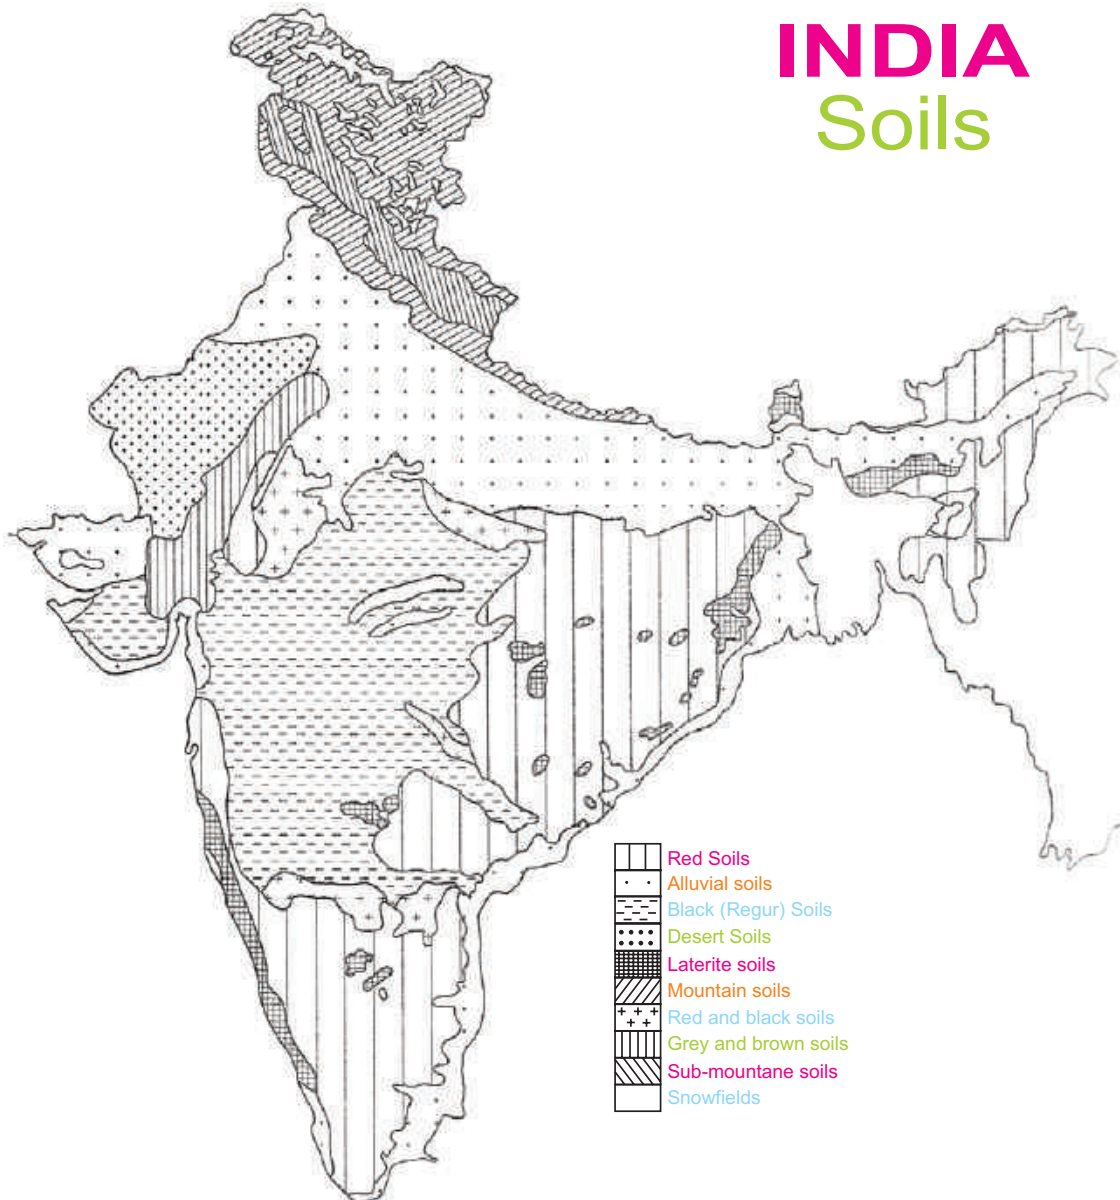 INDIA
Soils
Red Soils
Alluvial soils
Black (Regur) Soils
Desert Soils
Laterite soils
Mountain soils
Red and black soils
Grey and brown soils
Sub-mountane soils
Snowfields